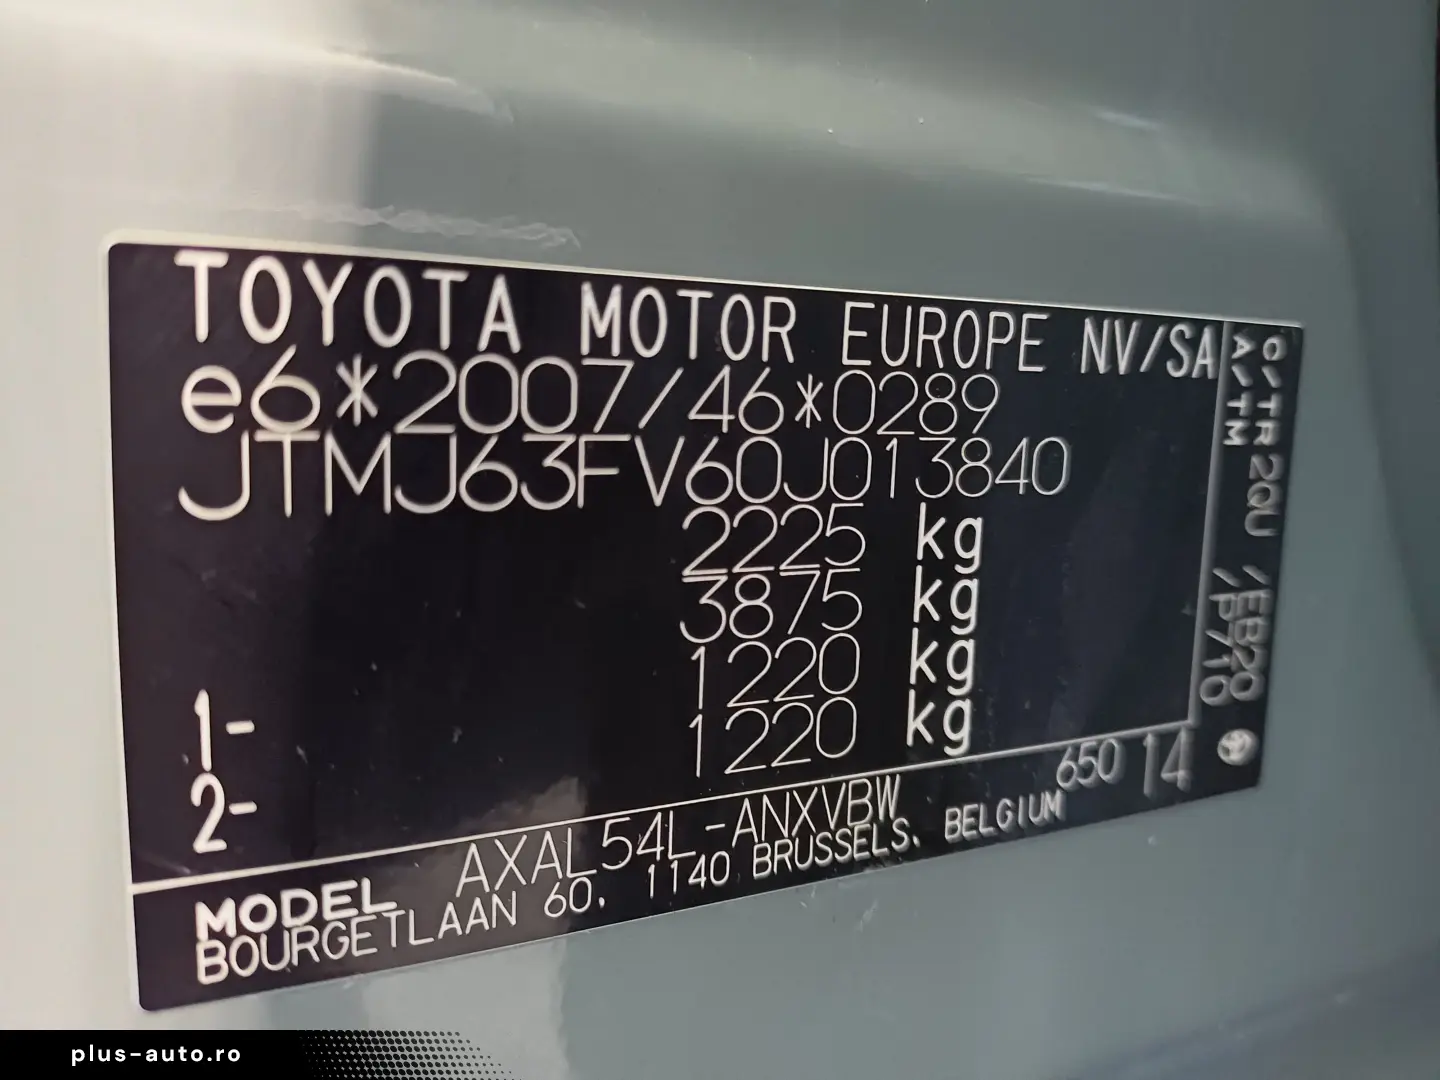 TOYOTA MOTOR EUROPE NV/SA
e6*2007/46*0289
JTMJ63FV60J013840
2225 kg
3875 kg
1- 1220 kg
2- 1220 kg
MODEL AXAL54L-ANXVBW
BOURGETLAAN 60, 1140 BRUSSELS, BELGIUM
650 14
C/TR 2QU /EB20
A/TM /P710
plus-auto.ro